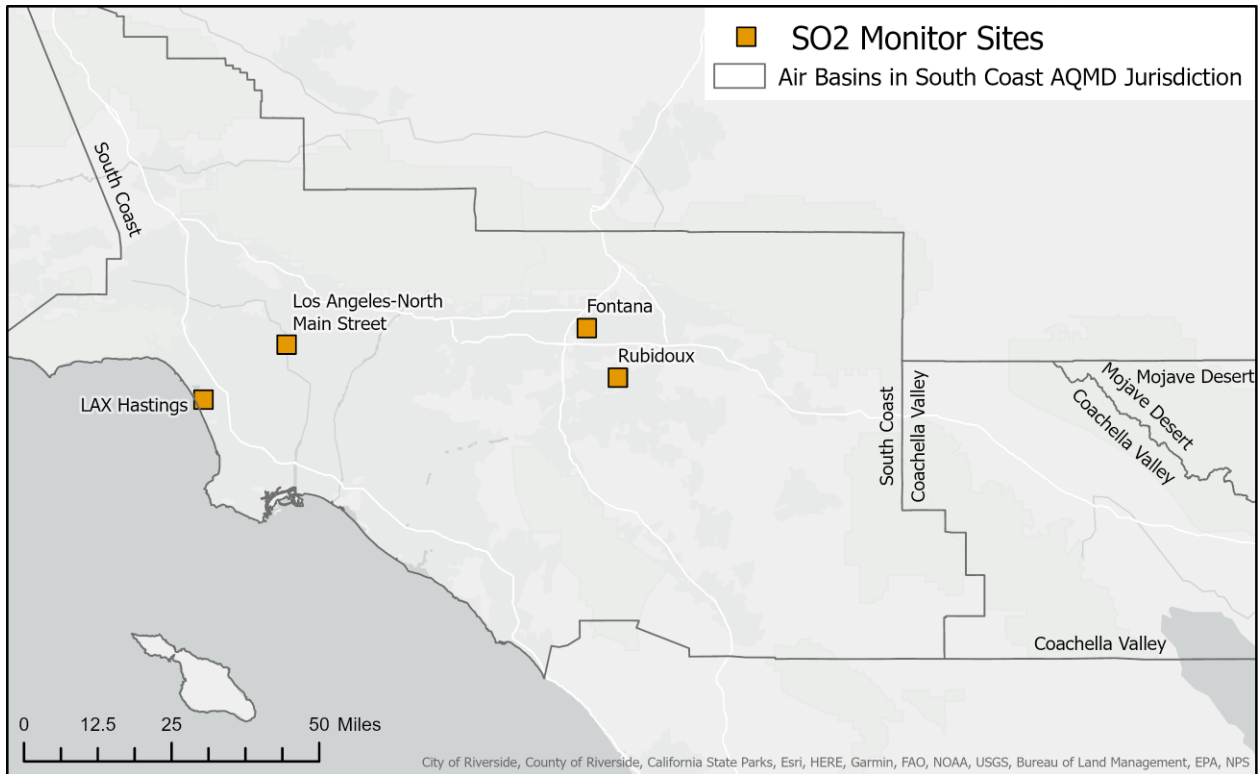 SO2 Monitor Sites
Air Basins in South Coast AQMD Jurisdiction
South Coast
Los Angeles-North
Main Street
Fontana
Rubidoux
LAX Hastings
South Coast
Coachella Valley
Mojave Desert
Mojave Desert
Coachella Valley
Coachella Valley
0 12.5 25 50 Miles
City of Riverside, County of Riverside, California State Parks, Esri, HERE, Garmin, FAO, NOAA, USGS, Bureau of Land Management, EPA, NPS